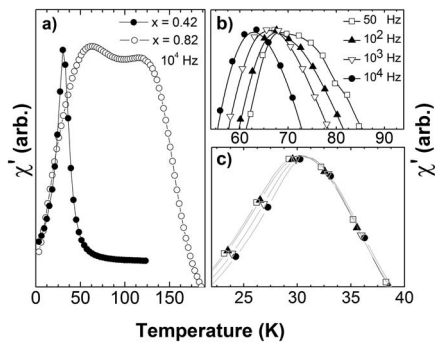 a)
x = 0.42
x = 0.82
10⁴ Hz
χ' (arb.)
0 50 100 150
b)
50 Hz
10² Hz
10³ Hz
10⁴ Hz
60 70 80 90
χ' (arb.)
c)
25 30 35 40
Temperature (K)